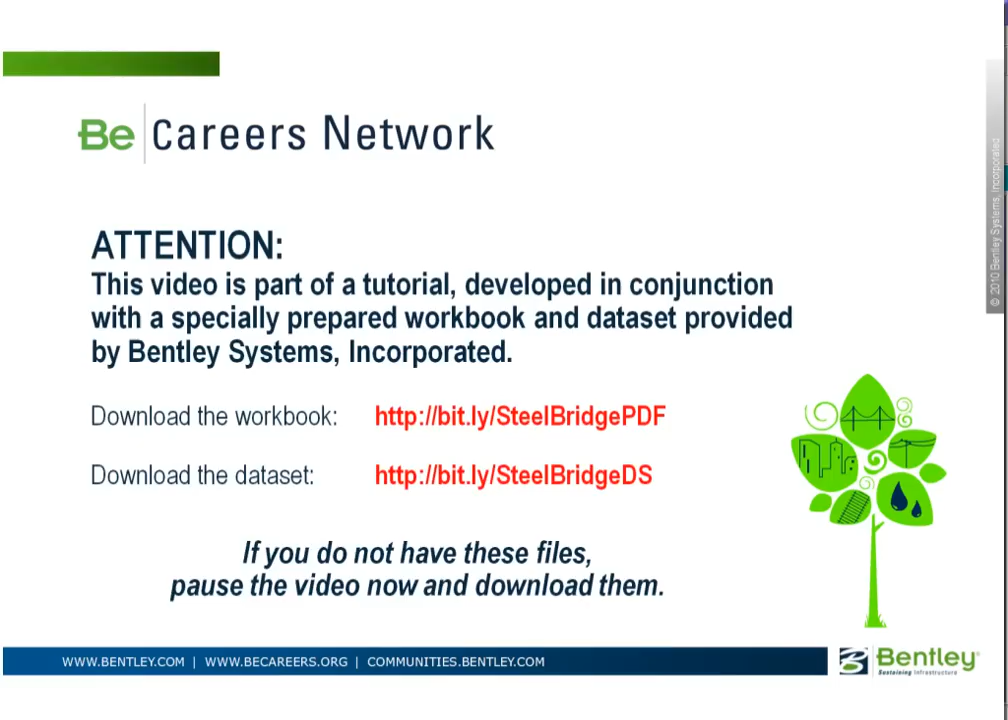 Be Careers Network
ATTENTION:
This video is part of a tutorial, developed in conjunction
with a specially prepared workbook and dataset provided
by Bentley Systems, Incorporated.
Download the workbook: http://bit.ly/SteelBridgePDF
Download the dataset: http://bit.ly/SteelBridgeDS
If you do not have these files,
pause the video now and download them.
WWW.BENTLEY.COM | WWW.BECAREERS.ORG | COMMUNITIES.BENTLEY.COM
Bentley
Sustaining Infrastructure
© 2010 Bentley Systems, Incorporated